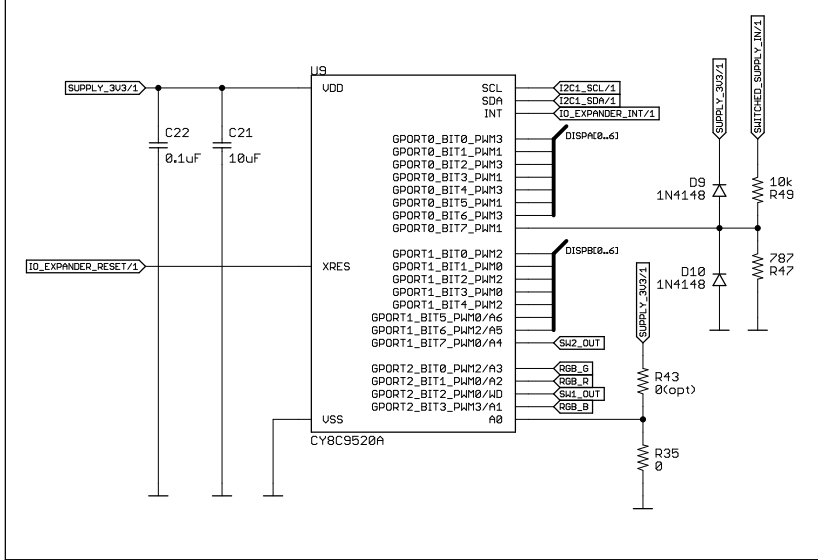 U9
SUPPLY_3V3/1
VDD
SCL
I2C1_SCL/1
SDA
I2C1_SDA/1
INT
IO_EXPANDER_INT/1
SUPPLY_3V3/1
SWITCHED_SUPPLY_IN/1
C22
0.1uF
C21
10uF
GPORT0_BIT0_PWM3
GPORT0_BIT1_PWM1
GPORT0_BIT2_PWM3
GPORT0_BIT3_PWM1
GPORT0_BIT4_PWM3
GPORT0_BIT5_PWM1
GPORT0_BIT6_PWM3
GPORT0_BIT7_PWM1
DISPA[0..6]
D9
1N4148
10k
R49
IO_EXPANDER_RESET/1
XRES
GPORT1_BIT0_PWM2
GPORT1_BIT1_PWM0
GPORT1_BIT2_PWM2
GPORT1_BIT3_PWM0
GPORT1_BIT4_PWM2
GPORT1_BIT5_PWM0/A6
GPORT1_BIT6_PWM2/A5
GPORT1_BIT7_PWM0/A4
DISPB[0..6]
SW2_OUT
D10
1N4148
787
R47
SUPPLY_3V3/1
GPORT2_BIT0_PWM2/A3
RGB_G
GPORT2_BIT1_PWM0/A2
RGB_R
GPORT2_BIT2_PWM0/WD
SW1_OUT
GPORT2_BIT3_PWM3/A1
RGB_B
R43
0(opt)
VSS
A0
CY8C9520A
R35
0